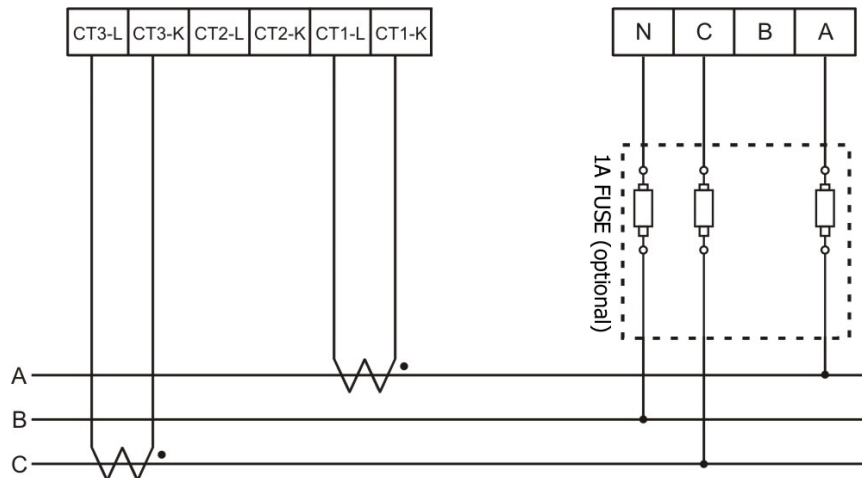 CT3-L CT3-K CT2-L CT2-K CT1-L CT1-K
N C B A
1A FUSE (optional)
A
B
C